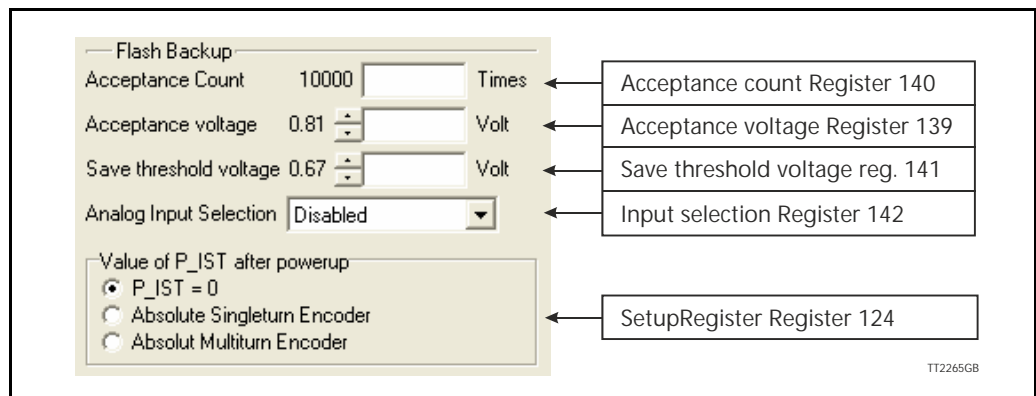 Flash Backup
Acceptance Count 10000 Times
Acceptance count Register 140
Acceptance voltage 0.81 Volt
Acceptance voltage Register 139
Save threshold voltage 0.67 Volt
Save threshold voltage reg. 141
Analog Input Selection Disabled
Input selection Register 142
Value of P_IST after powerup
P_IST = 0
Absolute Singleturn Encoder
Absolut Multiturn Encoder
SetupRegister Register 124
TT2265GB